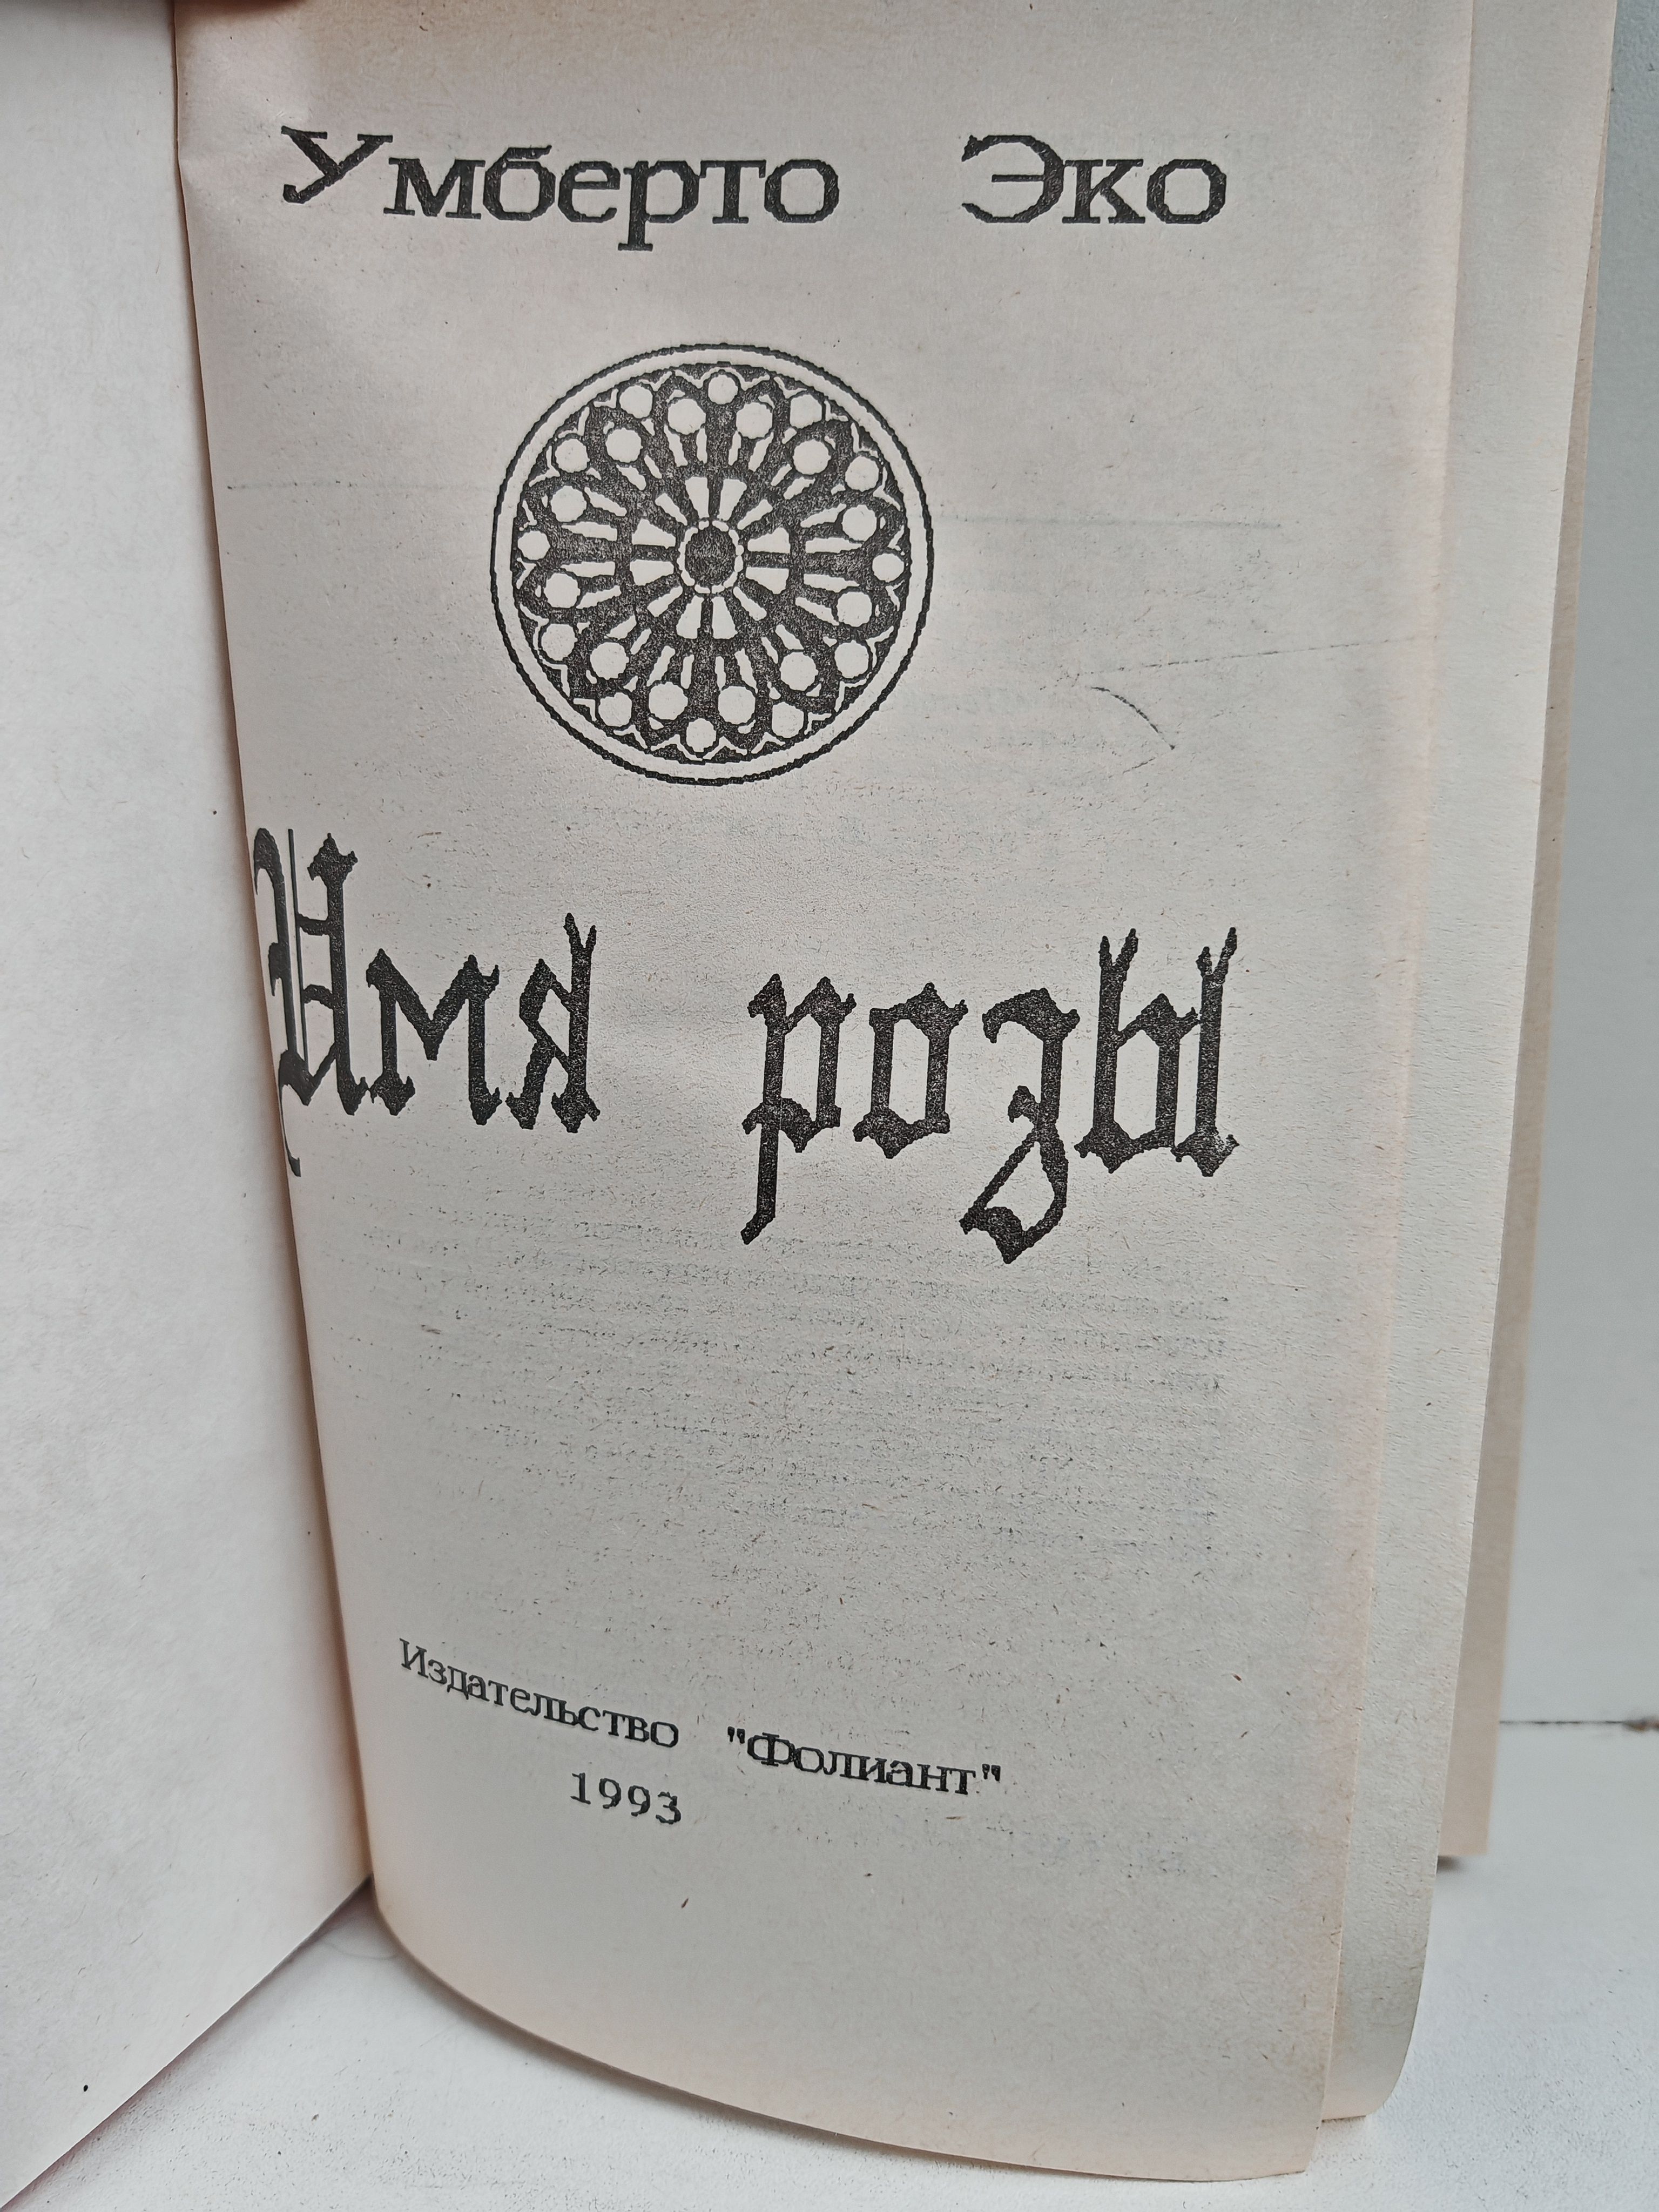 Умберто Эко
Имя розы
Издательство "Фолиант"
1993